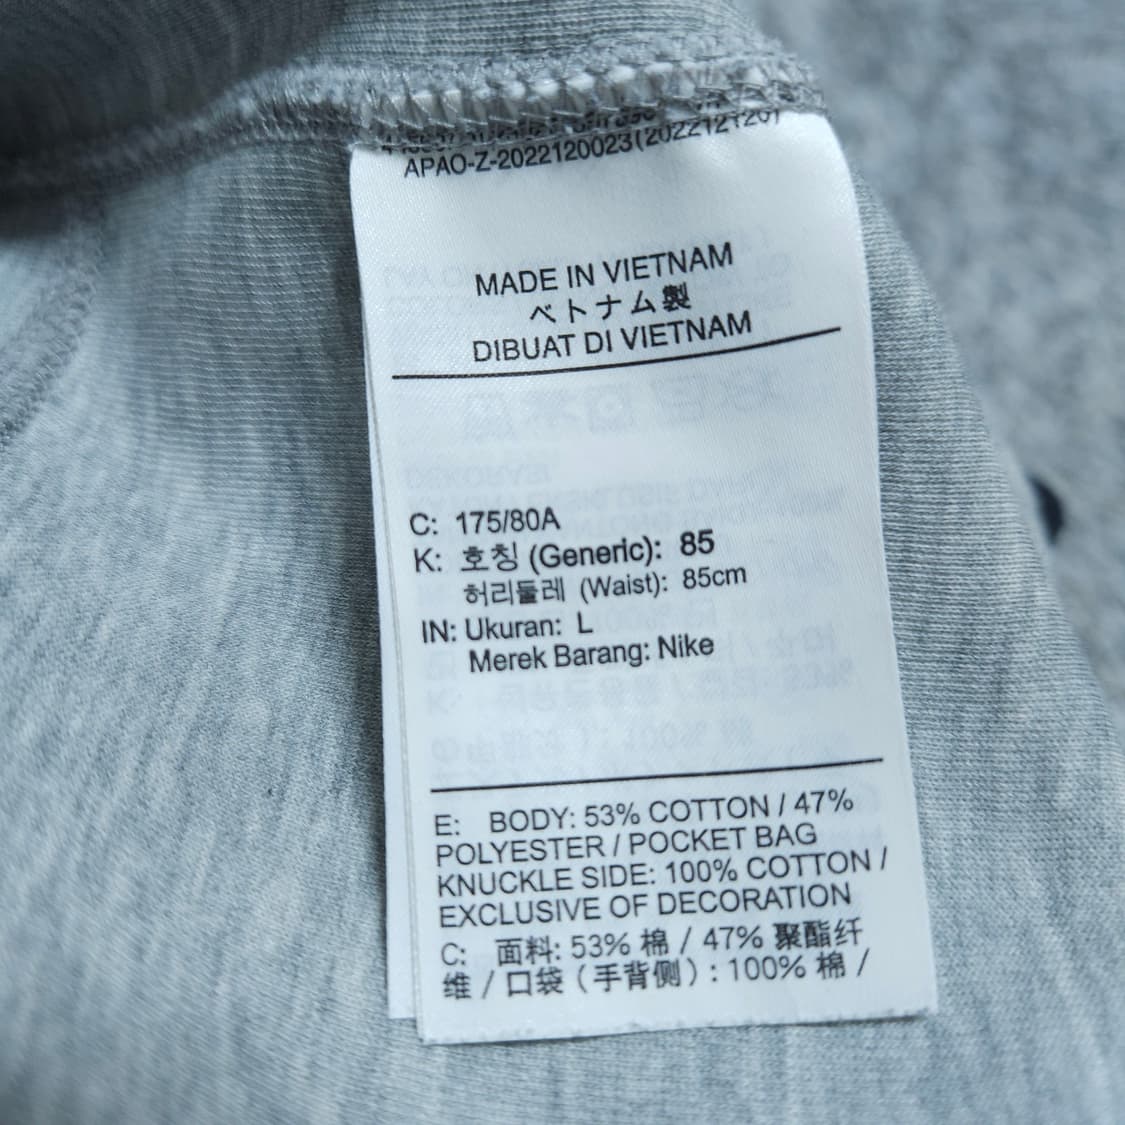 APAO-Z-2022120023(20221212
MADE IN VIETNAM
ベトナム製
DIBUAT DI VIETNAM
C: 175/80A
K: 호칭 (Generic): 85
허리둘레 (Waist): 85cm
IN: Ukuran: L
Merek Barang: Nike
E: BODY: 53% COTTON / 47%
POLYESTER / POCKET BAG
KNUCKLE SIDE: 100% COTTON /
EXCLUSIVE OF DECORATION
C: 面料: 53% 棉 / 47% 聚酯纤
维 / 口袋（手背侧）: 100% 棉 /